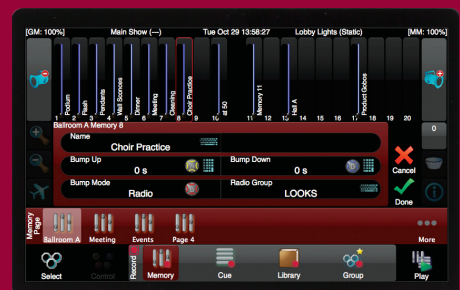 [GM: 100%] Main Show (---) Tue Oct 29 13:58:27 Lobby Lights (Static) [MM: 100%]
Podium
Flash
Pendants
Wall Sconces
Dinner
Meeting
Cleaning
Choir Practice
Memory 11
Hall A
Product Gobos
1 2 3 4 5 6 7 8 9 10 11 12 13 14 15 16 17 18 19 20
Ballroom A Memory 8
0
Name
Choir Practice
Bump Up Bump Down
0 s 0 s
Cancel
Bump Mode Radio Group
Radio LOOKS
Done
Memory Page
Ballroom A Meeting Events Page 4 More
Record
Select Control Memory Cue Library Group Play